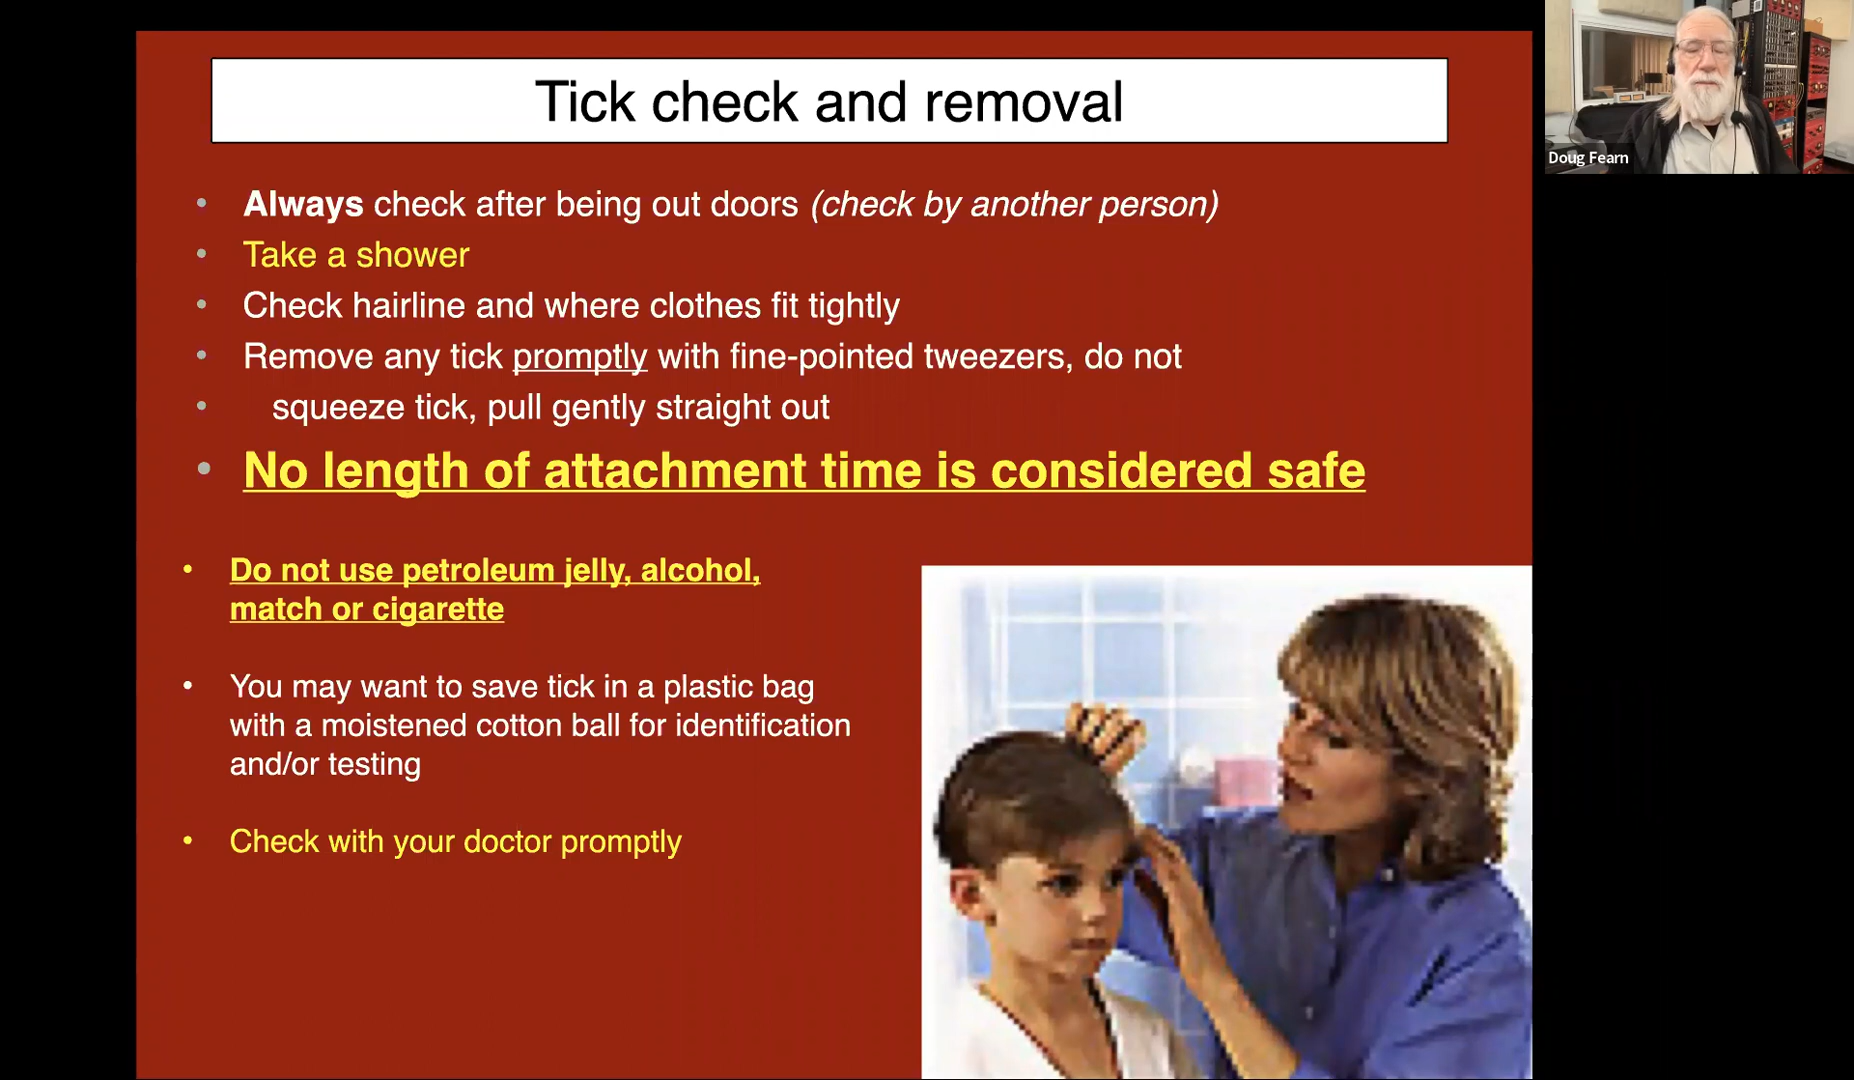 Tick check and removal
• Always check after being out doors (check by another person)
• Take a shower
• Check hairline and where clothes fit tightly
• Remove any tick promptly with fine-pointed tweezers, do not
• squeeze tick, pull gently straight out
• No length of attachment time is considered safe
• Do not use petroleum jelly, alcohol,
match or cigarette
• You may want to save tick in a plastic bag
with a moistened cotton ball for identification
and/or testing
• Check with your doctor promptly
Doug Fearn